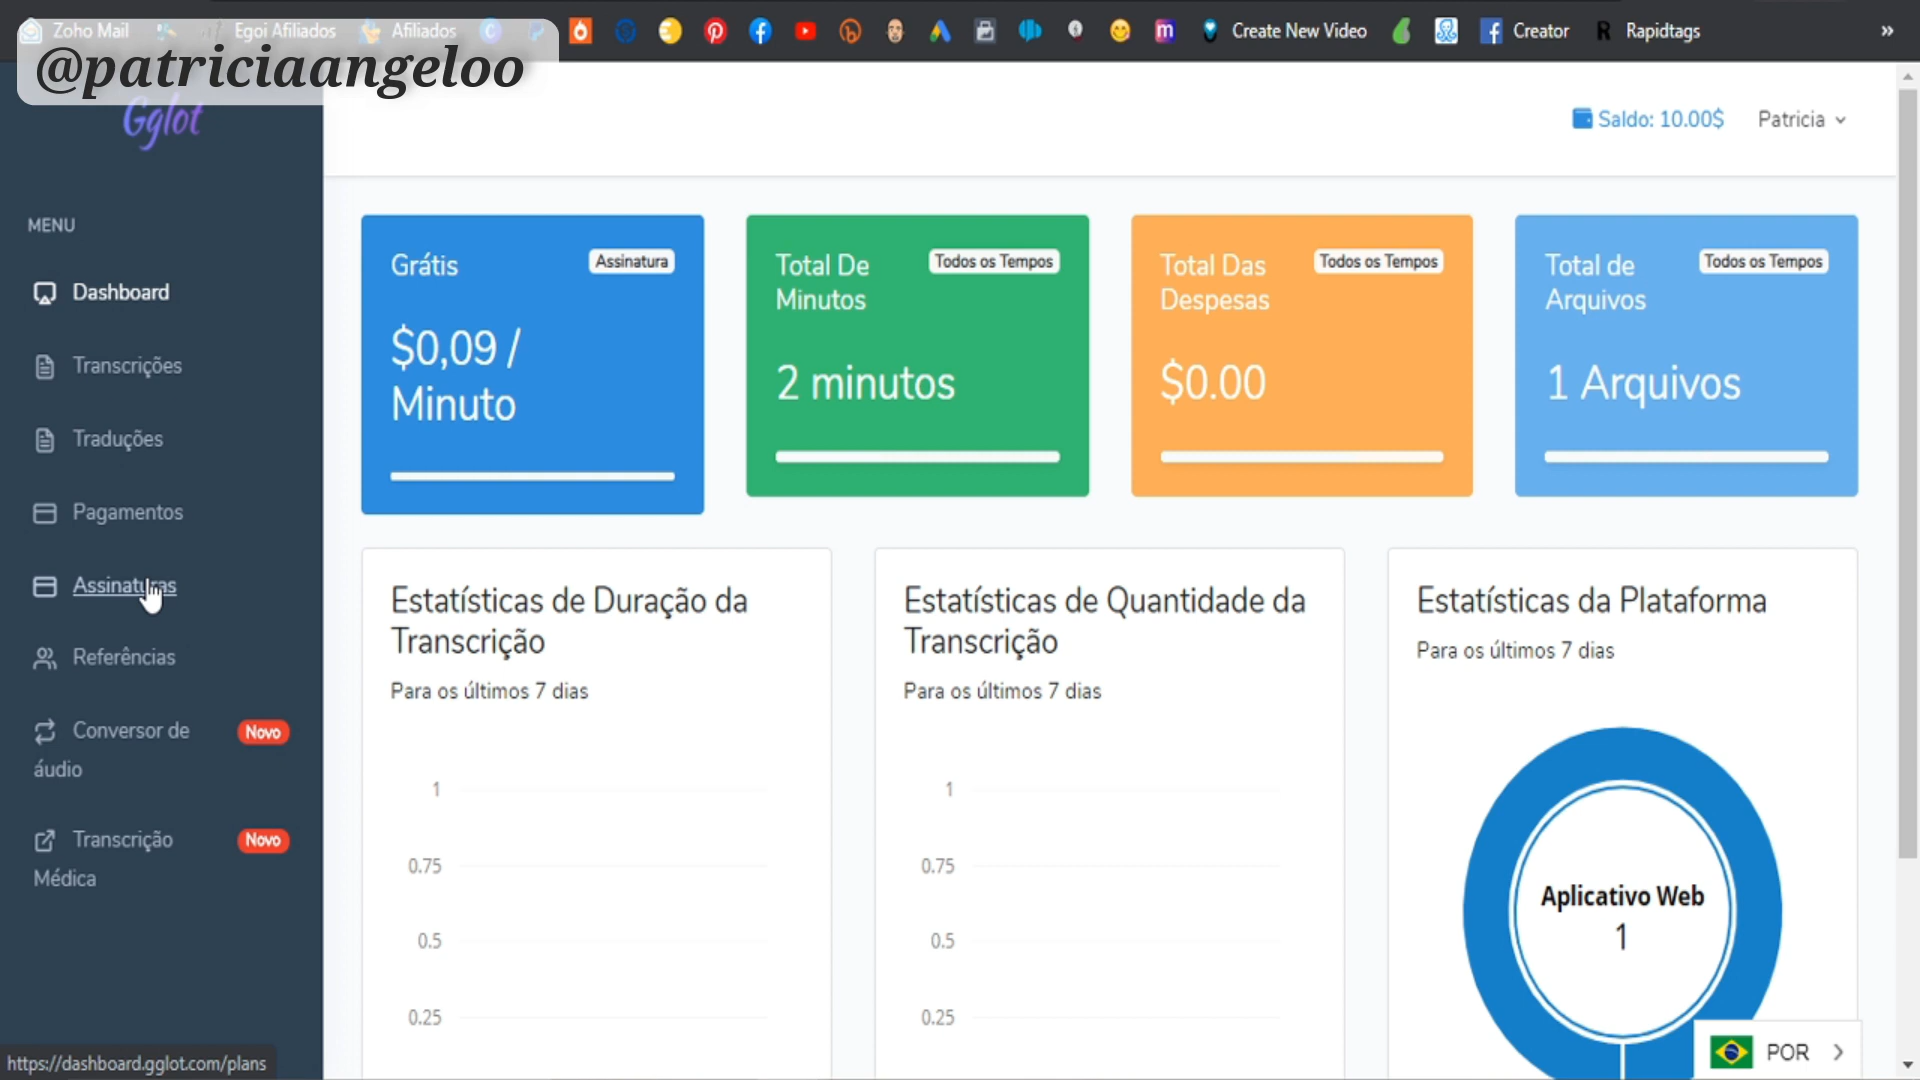 Zoho Mail
Egoi Afiliados
Afiliados
Create New Video
Creator
Rapidtags
»
@patriciaangeloo
Gglot
Saldo: 10.00$
Patricia
MENU
Dashboard
Transcrições
Traduções
Pagamentos
Assinaturas
Referências
Conversor de áudio
Novo
Transcrição Médica
Novo
Grátis
Assinatura
$0,09 /
Minuto
Total De
Minutos
Todos os Tempos
2 minutos
Total Das
Despesas
Todos os Tempos
$0.00
Total de
Arquivos
Todos os Tempos
1 Arquivos
Estatísticas de Duração da
Transcrição
Para os últimos 7 dias
1
0.75
0.5
0.25
Estatísticas de Quantidade da
Transcrição
Para os últimos 7 dias
1
0.75
0.5
0.25
Estatísticas da Plataforma
Para os últimos 7 dias
Aplicativo Web
1
POR
https://dashboard.gglot.com/plans